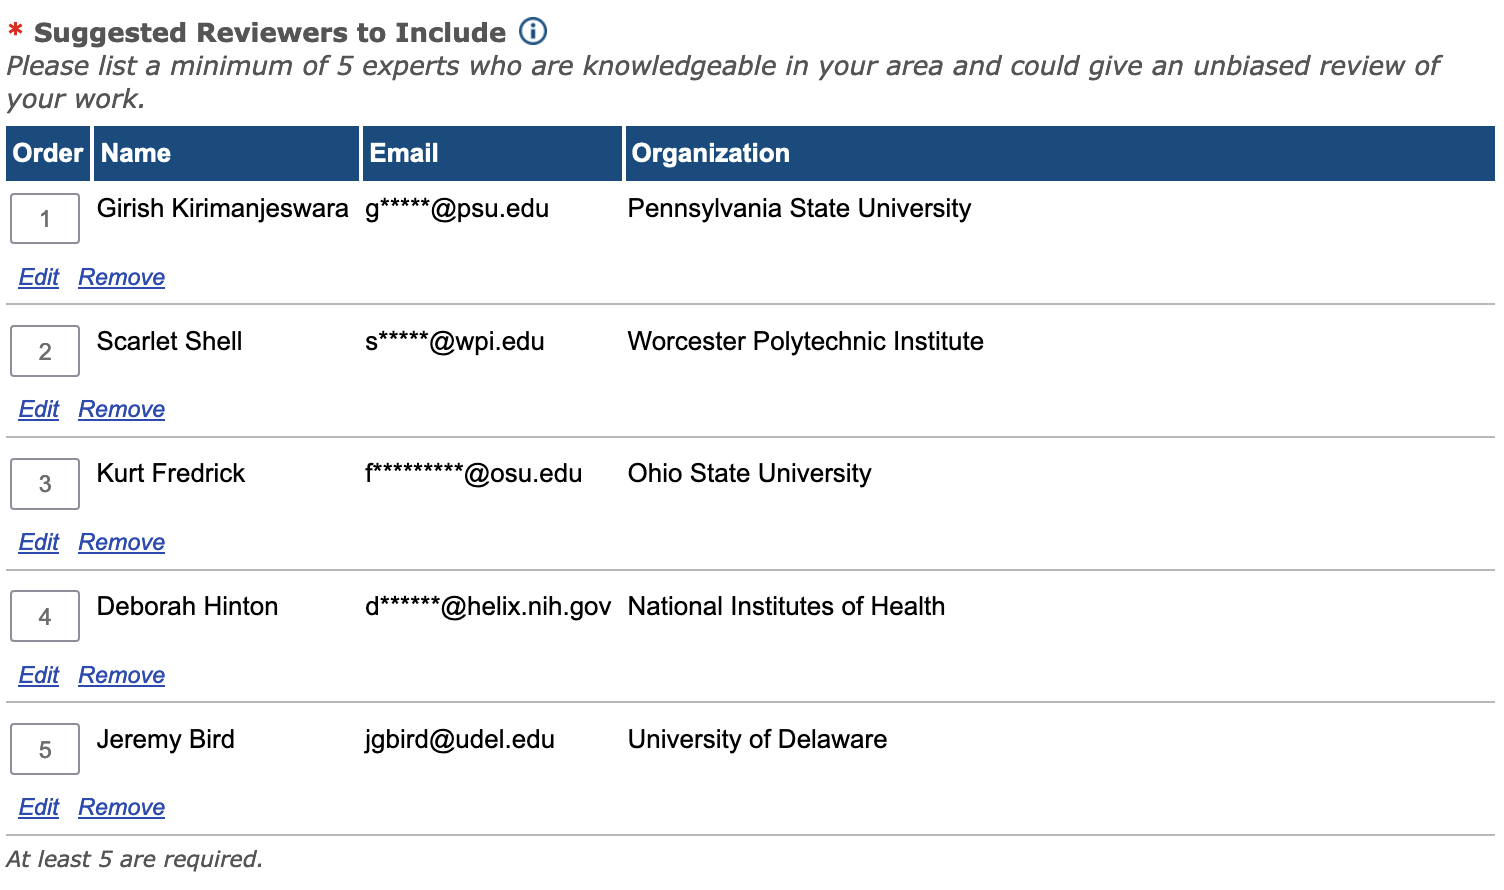 * Suggested Reviewers to Include
Please list a minimum of 5 experts who are knowledgeable in your area and could give an unbiased review of
your work.
Order Name Email Organization
1 Girish Kirimanjeswara g*****@psu.edu Pennsylvania State University
Edit Remove
2 Scarlet Shell s*****@wpi.edu Worcester Polytechnic Institute
Edit Remove
3 Kurt Fredrick f*********@osu.edu Ohio State University
Edit Remove
4 Deborah Hinton d******@helix.nih.gov National Institutes of Health
Edit Remove
5 Jeremy Bird jgbird@udel.edu University of Delaware
Edit Remove
At least 5 are required.